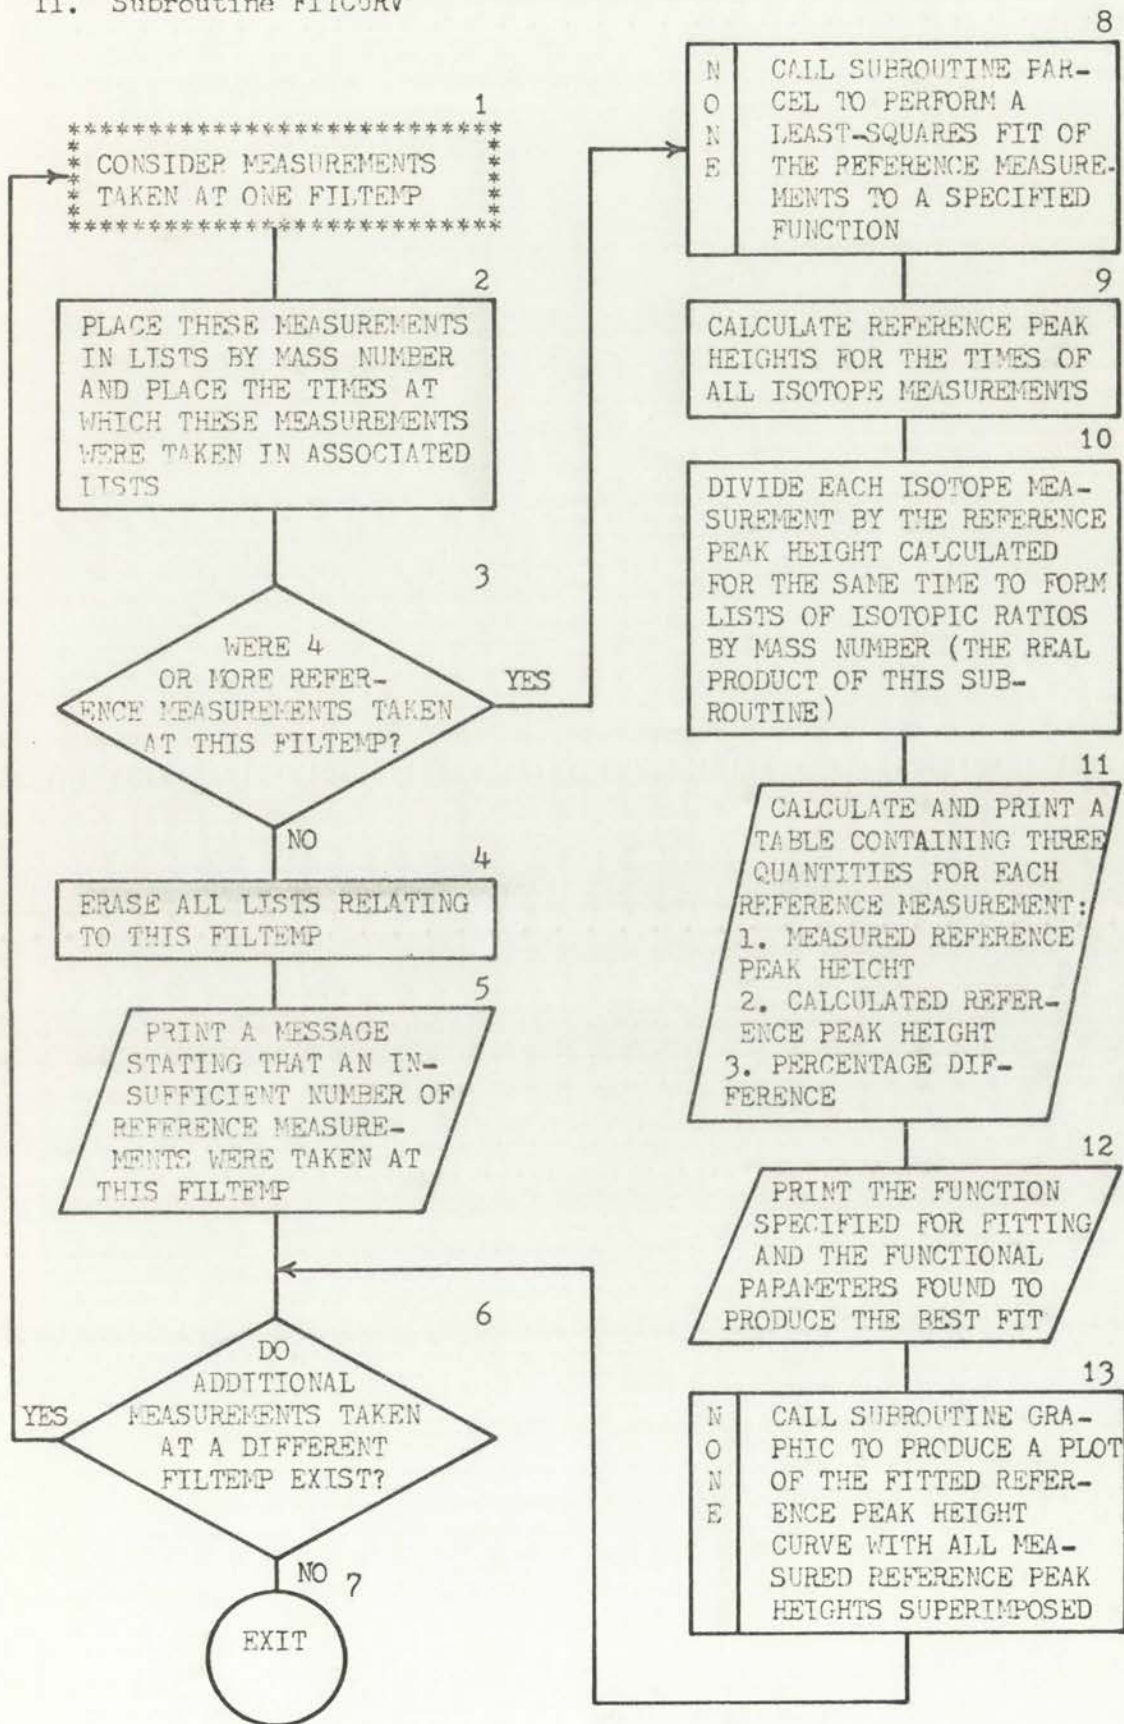 II. Subroutine FITCURV
1
CONSIDER MEASUREMENTS
TAKEN AT ONE FILTEMP
2
PLACE THESE MEASUREMENTS
IN LISTS BY MASS NUMBER
AND PLACE THE TIMES AT
WHICH THESE MEASUREMENTS
WERE TAKEN IN ASSOCIATED
LISTS
3
WERE 4
OR MORE REFER-
ENCE MEASUREMENTS TAKEN
AT THIS FILTEMP?
YES
NO
4
ERASE ALL LISTS RELATING
TO THIS FILTEMP
5
PRINT A MESSAGE
STATING THAT AN IN-
SUFFICIENT NUMBER OF
REFERENCE MEASURE-
MENTS WERE TAKEN AT
THIS FILTEMP
6
DO
ADDITIONAL
MEASUREMENTS TAKEN
AT A DIFFERENT
FILTEMP EXIST?
YES
NO
7
EXIT
8
NONE
CALL SUBROUTINE PAR-
CEL TO PERFORM A
LEAST-SQUARES FIT OF
THE REFERENCE MEASURE-
MENTS TO A SPECIFIED
FUNCTION
9
CALCULATE REFERENCE PEAK
HEIGHTS FOR THE TIMES OF
ALL ISOTOPE MEASUREMENTS
10
DIVIDE EACH ISOTOPE MEA-
SUREMENT BY THE REFERENCE
PEAK HEIGHT CALCULATED
FOR THE SAME TIME TO FORM
LISTS OF ISOTOPIC RATIOS
BY MASS NUMBER (THE REAL
PRODUCT OF THIS SUB-
ROUTINE)
11
CALCULATE AND PRINT A
TABLE CONTAINING THREE
QUANTITIES FOR EACH
REFERENCE MEASUREMENT:
1. MEASURED REFERENCE
PEAK HEIGHT
2. CALCULATED REFER-
ENCE PEAK HEIGHT
3. PERCENTAGE DIF-
FERENCE
12
PRINT THE FUNCTION
SPECIFIED FOR FITTING
AND THE FUNCTIONAL
PARAMETERS FOUND TO
PRODUCE THE BEST FIT
13
NONE
CALL SUBROUTINE GRA-
PHIC TO PRODUCE A PLOT
OF THE FITTED REFER-
ENCE PEAK HEIGHT
CURVE WITH ALL MEA-
SURED REFERENCE PEAK
HEIGHTS SUPERIMPOSED